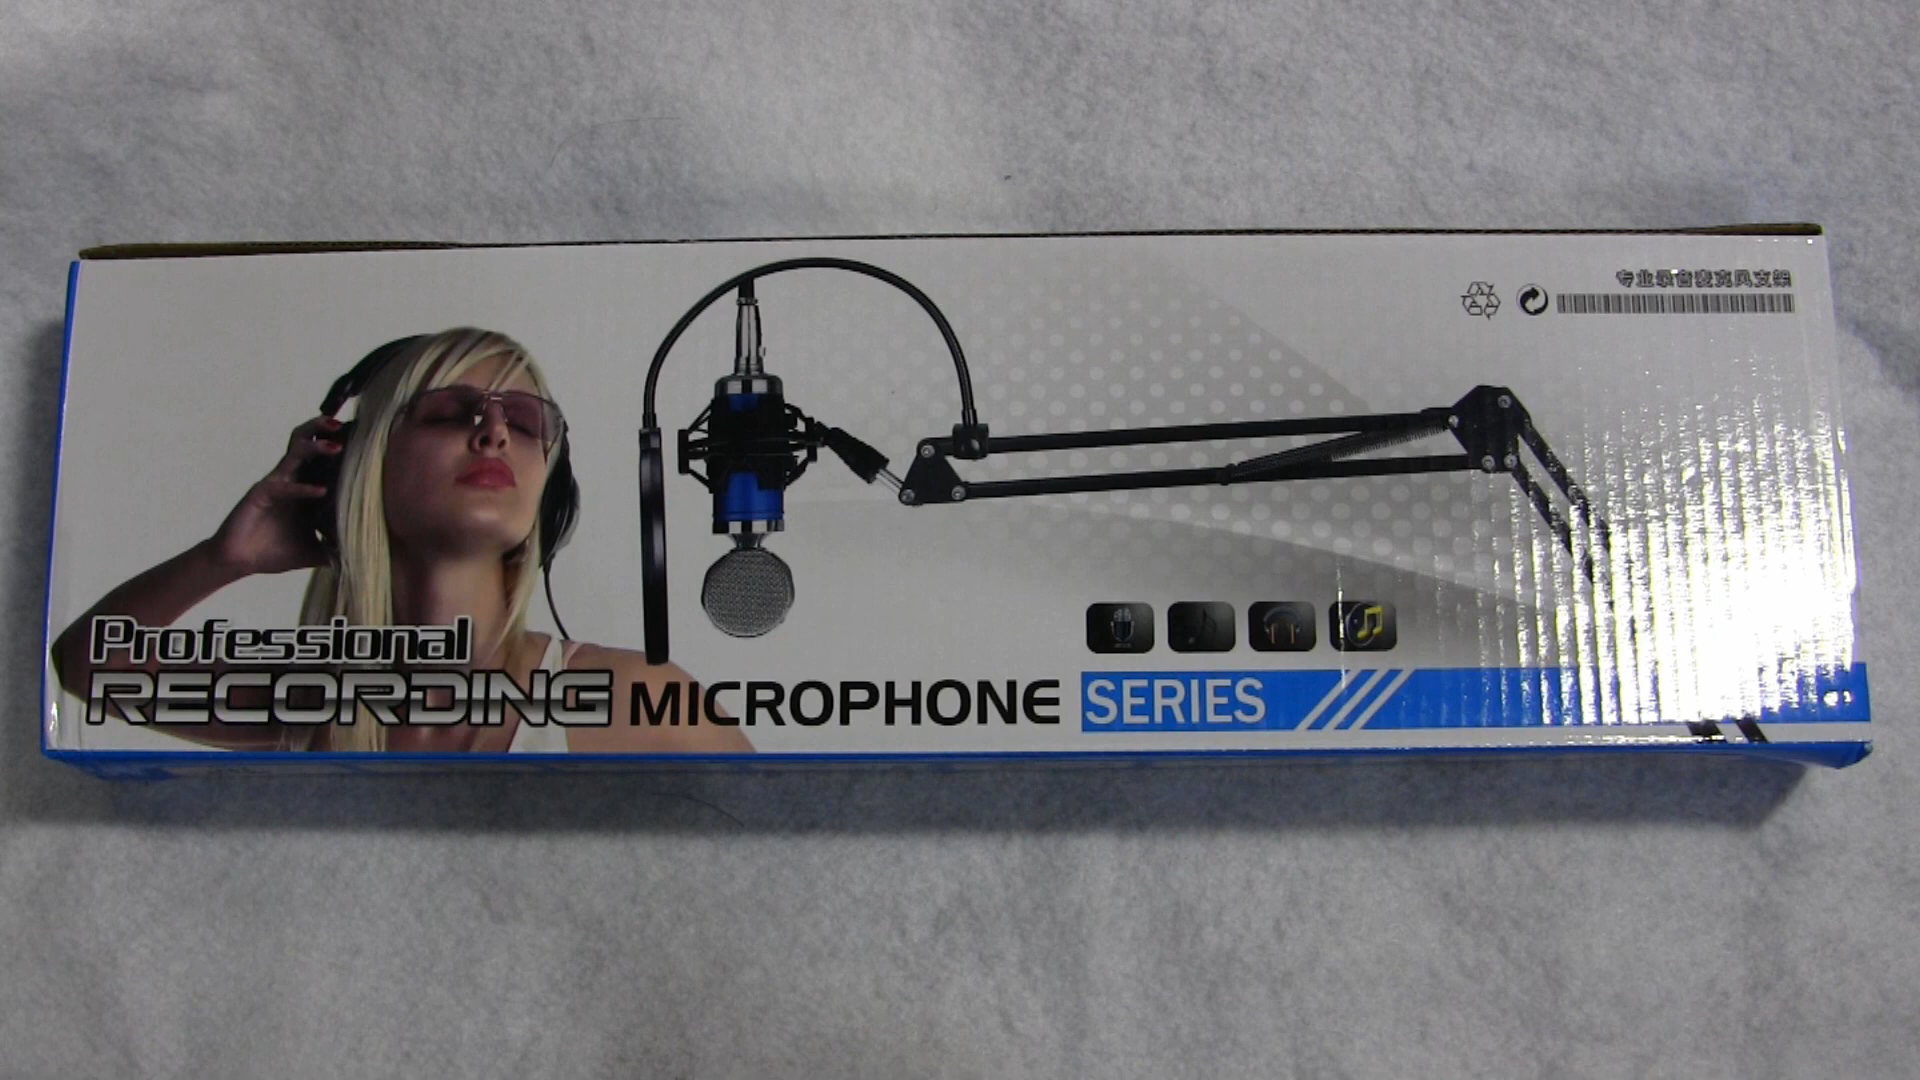 专业录音麦克风支架
Professional
RECORDING MICROPHONE SERIES